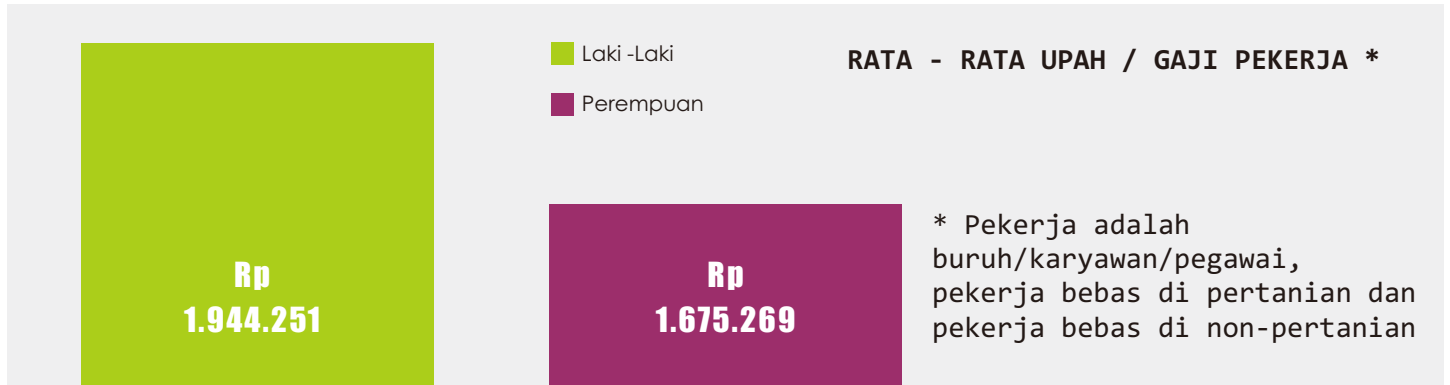 Laki -Laki
Perempuan
RATA - RATA UPAH / GAJI PEKERJA *
Rp
1.944.251
Rp
1.675.269
* Pekerja adalah
buruh/karyawan/pegawai,
pekerja bebas di pertanian dan
pekerja bebas di non-pertanian